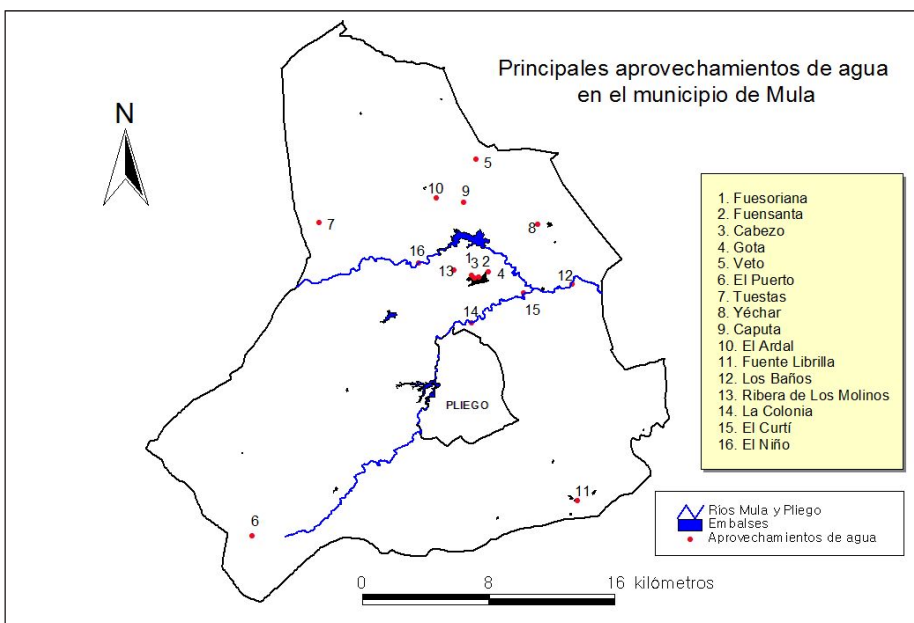 Principales aprovechamientos de agua
en el municipio de Mula
N
5
10
9
7
8
16
1
2
3
13
4
12
15
14
PLIEGO
11
6
1. Fuesoriana
2. Fuensanta
3. Cabezo
4. Gota
5. Veto
6. El Puerto
7. Tuestas
8. Yéchar
9. Caputa
10. El Ardal
11. Fuente Librilla
12. Los Baños
13. Ribera de Los Molinos
14. La Colonia
15. El Curtí
16. El Niño
Ríos Mula y Pliego
Embalses
Aprovechamientos de agua
0 8 16 kilómetros